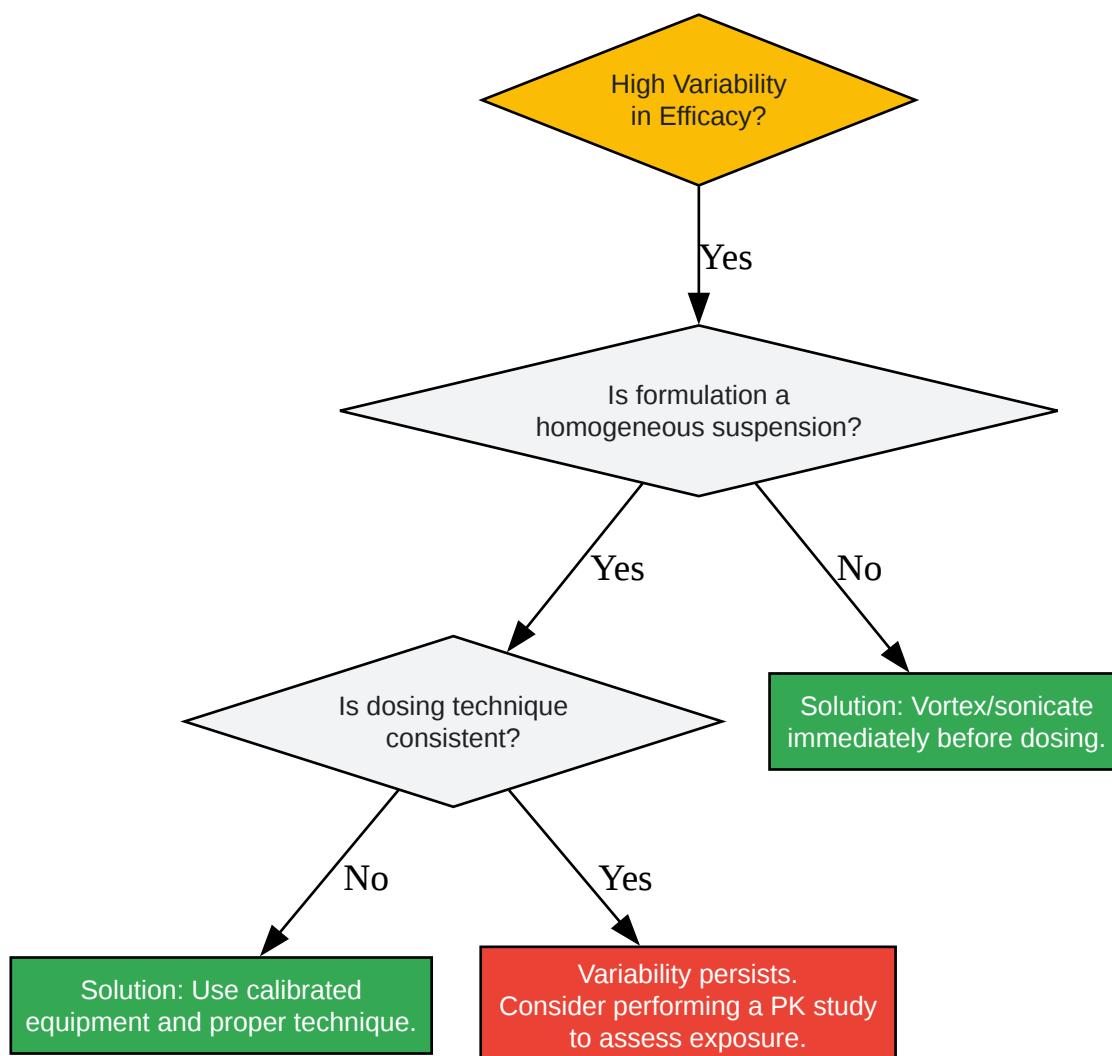 High Variability
in Efficacy?
Yes
Is formulation a
homogeneous suspension?
Yes
No
Is dosing technique
consistent?
Solution: Vortex/sonicate
immediately before dosing.
No
Yes
Solution: Use calibrated
equipment and proper technique.
Variability persists.
Consider performing a PK study
to assess exposure.